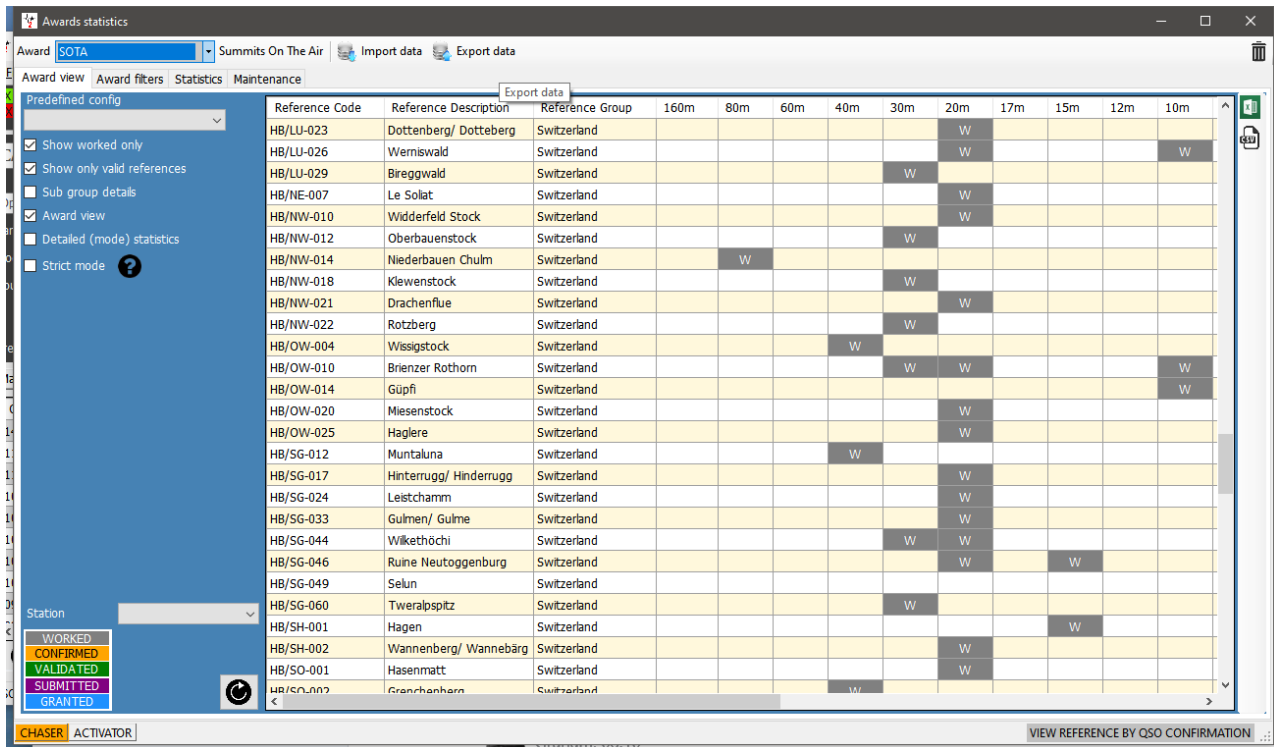 Awards statistics
Award SOTA Summits On The Air Import data Export data
Award view Award filters Statistics Maintenance
Export data
Predefined config
Show worked only
Show only valid references
Sub group details
Award view
Detailed (mode) statistics
Strict mode ?
Reference Code Reference Description Reference Group 160m 80m 60m 40m 30m 20m 17m 15m 12m 10m
HB/LU-023 Dottenberg/ Dotteberg Switzerland W
HB/LU-026 Werniswald Switzerland W W
HB/LU-029 Bireggwald Switzerland W
HB/NE-007 Le Soliat Switzerland W
HB/NW-010 Widderfeld Stock Switzerland W
HB/NW-012 Oberbauenstock Switzerland W
HB/NW-014 Niederbauen Chulm Switzerland W
HB/NW-018 Klewenstock Switzerland W
HB/NW-021 Drachenflue Switzerland W
HB/NW-022 Rotzberg Switzerland W
HB/OW-004 Wissigstock Switzerland W
HB/OW-010 Brienzer Rothorn Switzerland W W W
HB/OW-014 Güpfi Switzerland W
HB/OW-020 Miesenstock Switzerland W
HB/OW-025 Haglere Switzerland W
HB/SG-012 Muntaluna Switzerland W
HB/SG-017 Hinterrugg/ Hinderrugg Switzerland W
HB/SG-024 Leistchamm Switzerland W
HB/SG-033 Gulmen/ Gulme Switzerland W
HB/SG-044 Wilkethöchi Switzerland W W
HB/SG-046 Ruine Neutoggenburg Switzerland W W
HB/SG-049 Selun Switzerland
HB/SG-060 Tweralpspitz Switzerland W
HB/SH-001 Hagen Switzerland W
HB/SH-002 Wannenberg/ Wannebärg Switzerland W
HB/SO-001 Hasenmatt Switzerland W
HB/SO-002 Grenchenberg Switzerland W
CSV
Station
WORKED
CONFIRMED
VALIDATED
SUBMITTED
GRANTED
CHASER ACTIVATOR VIEW REFERENCE BY QSO CONFIRMATION